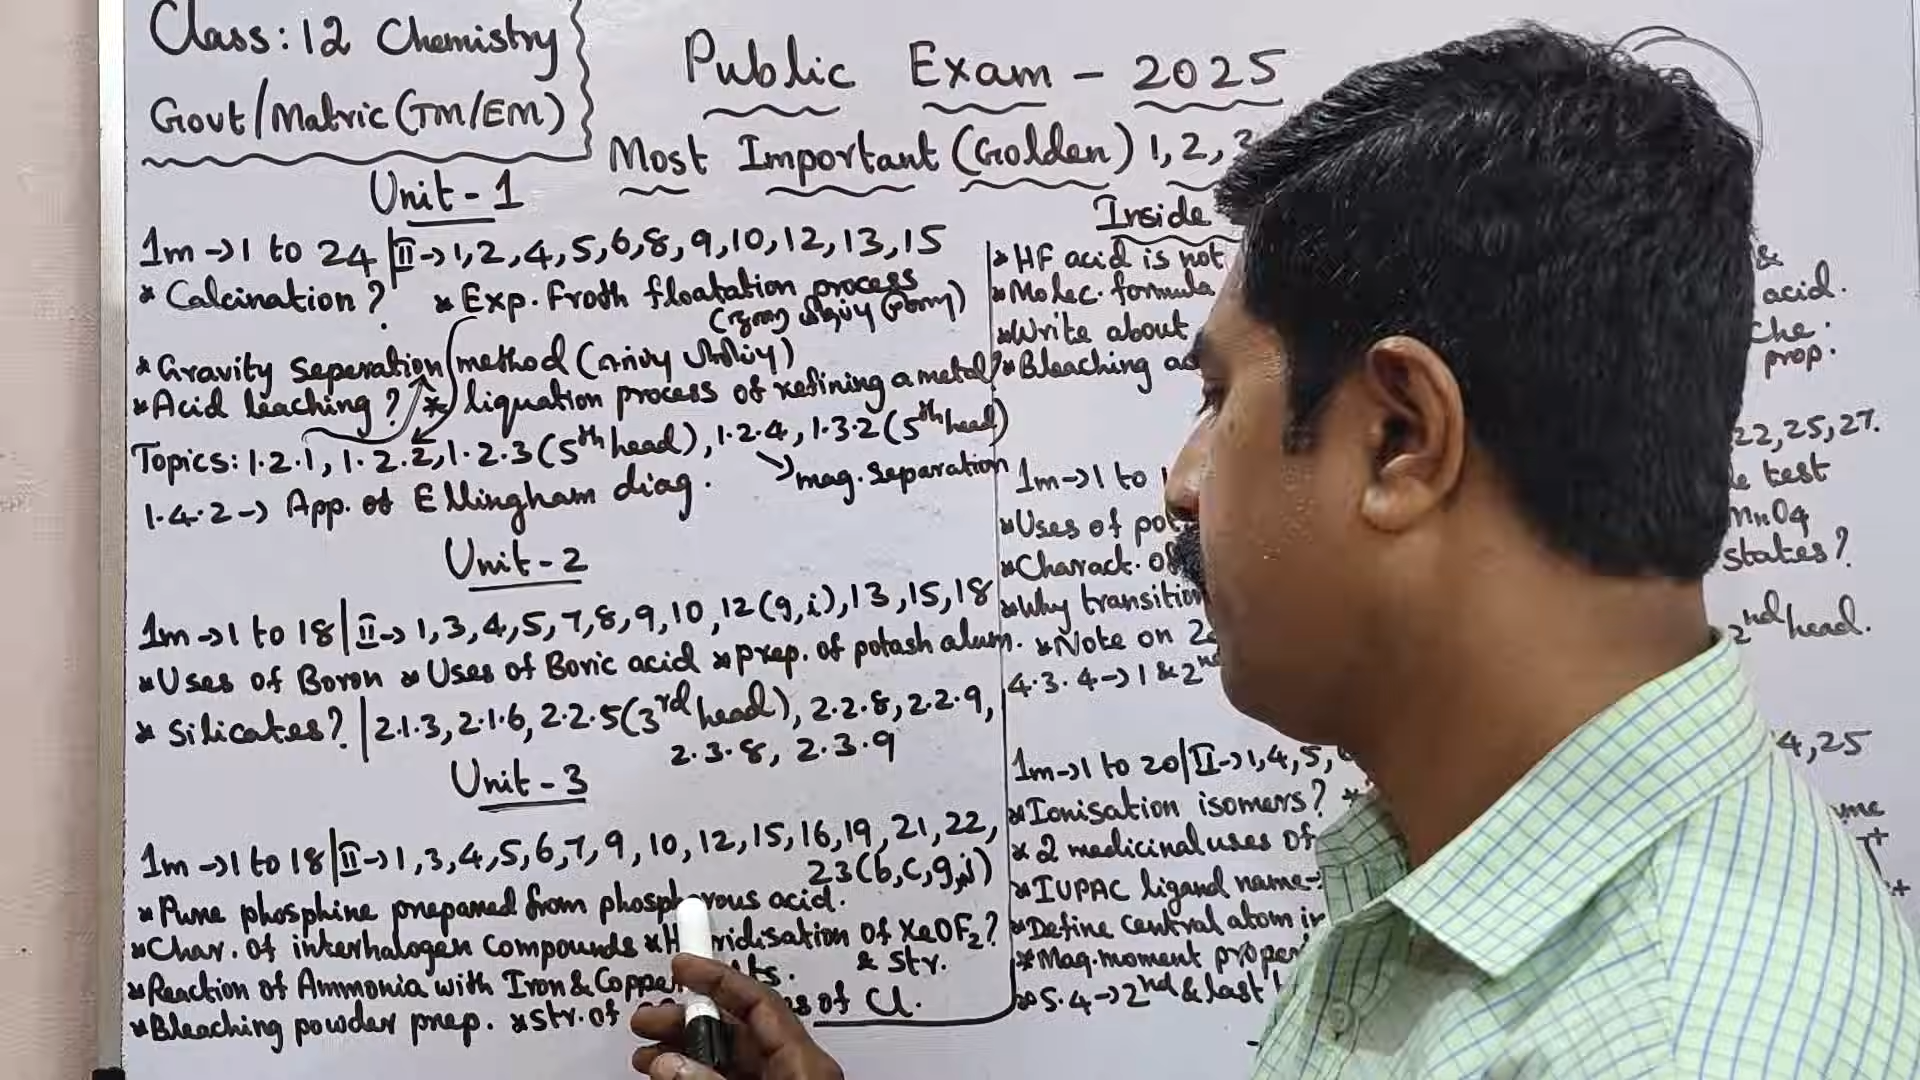 Class: 12 Chemistry
Govt/Matric (TM/EM)
Public Exam - 2025
Most Important (Golden) 1, 2,
Unit - 1
1m → 1 to 24 | II → 1, 2, 4, 5, 6, 8, 9, 10, 12, 13, 15
* Calcination? * Exp. Froth floatation process
* Gravity seperation method
* Acid leaching? * liquation process of refining a metal?
Topics: 1.2.1, 1.2.2, 1.2.3 (5th head), 1.2.4, 1.3.2 (5th head)
→ mag. separation
1.4.2 → App. of Ellingham diag.
Unit - 2
1m → 1 to 18 | II → 1, 3, 4, 5, 7, 8, 9, 10, 12 (g, i), 13, 15, 18
* Uses of Boron * Uses of Boric acid * prep. of potash alum.
* Silicates? | 2.1.3, 2.1.6, 2.2.5 (3rd head), 2.2.8, 2.2.9,
2.3.8, 2.3.9
Unit - 3
1m → 1 to 18 | II → 1, 3, 4, 5, 6, 7, 9, 10, 12, 15, 16, 19, 21, 22,
23 (b, c, g, j)
* Pure phosphine prepared from phosphorous acid.
* Char. of interhalogen compounds * of XeOF2?
& Str.
* Reaction of Ammonia with Iron &
* Bleaching powder prep. * Str. of of Cl.
Inside
* HF acid is not &
* Molec. formula acid.
* Write about Che.
* Bleaching prop.
22, 25, 27.
1m → 1 to test
* Uses of MnO4
* Charact. of states?
* Why transition
* Note on 2nd head.
4.3.4 → 1 & 2nd
1m → 1 to 20 | II → 1, 4, 5, 4, 25
* Ionisation isomers? *
* 2 medicinal uses of
* IUPAC ligand name
* Define central atom
* Mag. moment
* 5.4 → 2nd & last